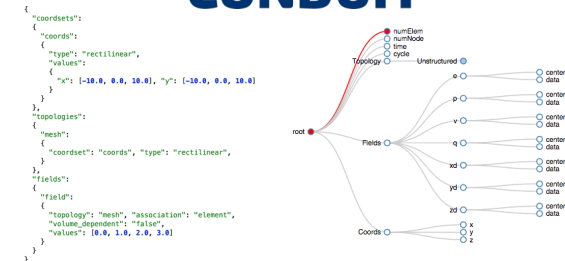 CONDUIT
{
"coordsets":
{
"coords":
{
"type": "rectilinear",
"values":
{
"x": [-10.0, 0.0, 10.0], "y": [-10.0, 0.0, 10.0]
}
}
},
"topologies":
{
"mesh":
{
"coordset": "coords", "type": "rectilinear",
}
},
"fields":
{
"field":
{
"topology": "mesh", "association": "element",
"volume_dependent": "false",
"values": [0.0, 1.0, 2.0, 3.0]
}
}
}
numElem
numNode
time
cycle
Topology
Unstructured
e
center
data
p
center
data
v
center
data
root
Fields
q
center
data
xd
center
data
yd
center
data
zd
center
data
Coords
x
y
z